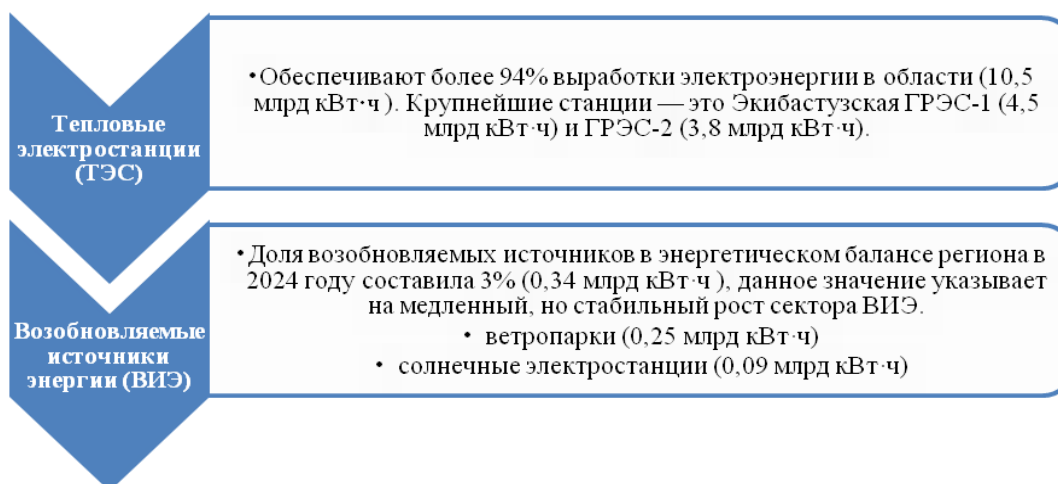 Тепловые
электростанции
(ТЭС)
•Обеспечивают более 94% выработки электроэнергии в области (10,5
млрд кВт·ч ). Крупнейшие станции — это Экибастузская ГРЭС-1 (4,5
млрд кВт·ч) и ГРЭС-2 (3,8 млрд кВт·ч).
Возобновляемые
источники
энергии (ВИЭ)
•Доля возобновляемых источников в энергетическом балансе региона в
2024 году составила 3% (0,34 млрд кВт·ч ), данное значение указывает
на медленный, но стабильный рост сектора ВИЭ.
• ветропарки (0,25 млрд кВт·ч)
• солнечные электростанции (0,09 млрд кВт·ч)